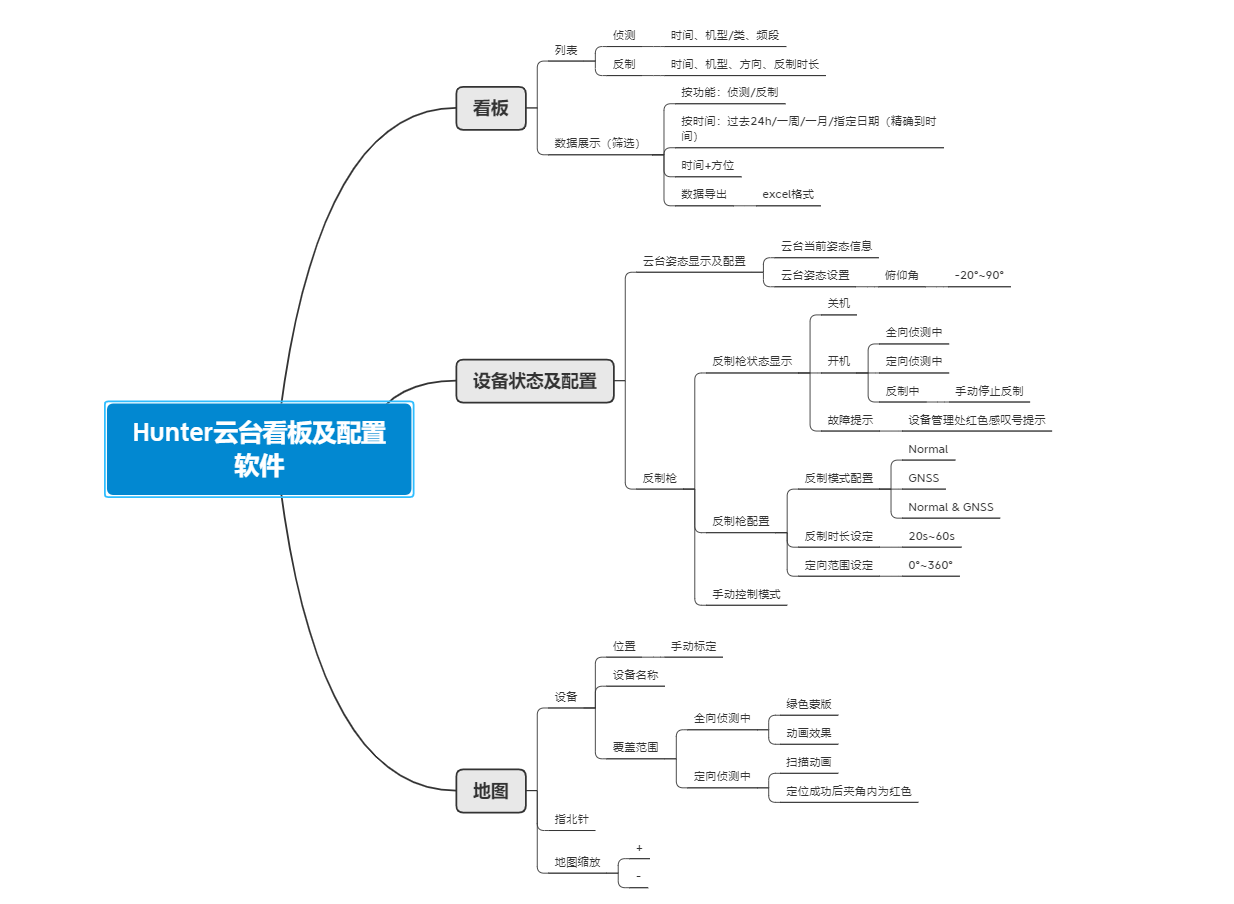 Hunter云台看板及配置
软件
看板
列表
侦测
时间、机型/类、频段
反制
时间、机型、方向、反制时长
数据展示（筛选）
按功能：侦测/反制
按时间：过去24h/一周/一月/指定日期（精确到时
间）
时间+方位
数据导出
excel格式
设备状态及配置
云台姿态显示及配置
云台当前姿态信息
云台姿态设置
俯仰角
-20°~90°
反制枪
反制枪状态显示
关机
开机
全向侦测中
定向侦测中
反制中
手动停止反制
故障提示
设备管理处红色感叹号提示
反制枪配置
反制模式配置
Normal
GNSS
Normal & GNSS
反制时长设定
20s~60s
定向范围设定
0°~360°
手动控制模式
地图
设备
位置
手动标定
设备名称
覆盖范围
全向侦测中
绿色蒙版
动画效果
定向侦测中
扫描动画
定位成功后夹角内为红色
指北针
地图缩放
+
-